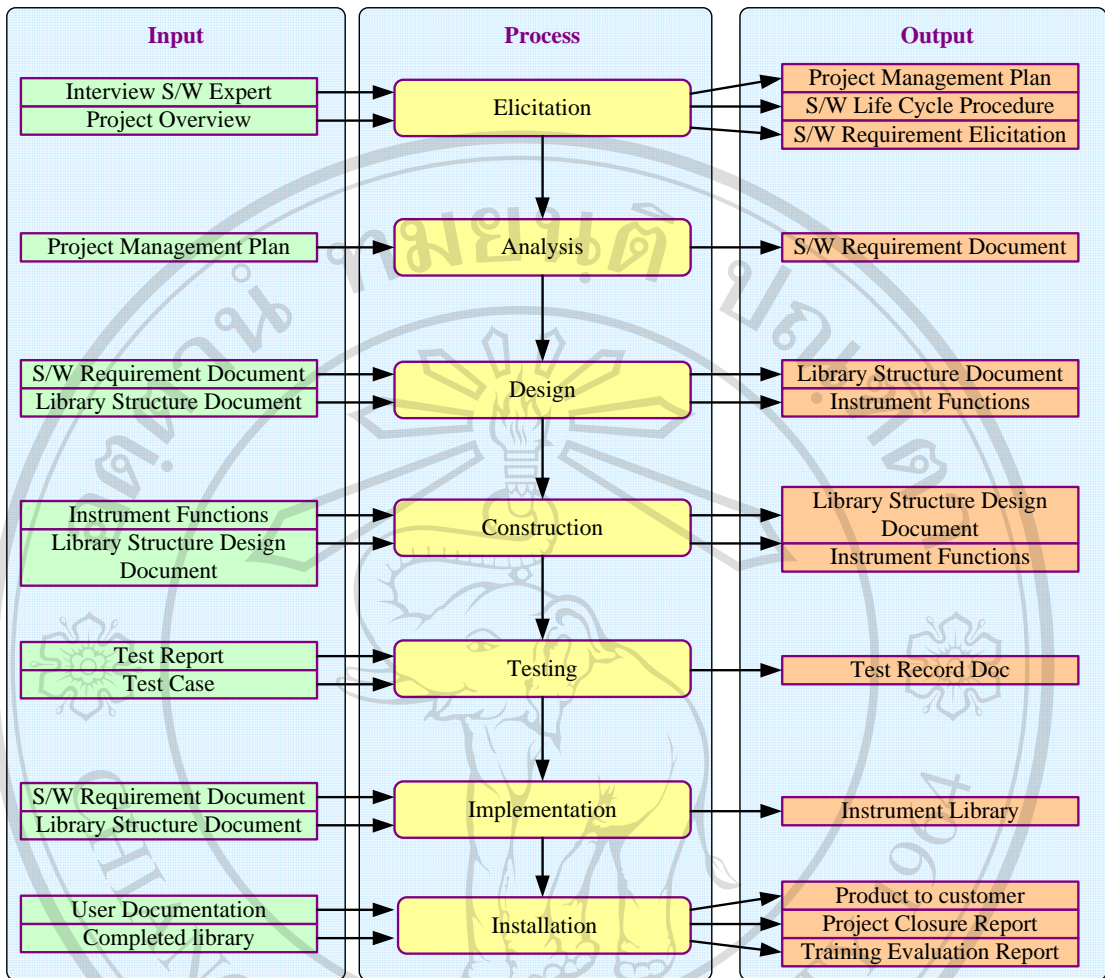 Input
Process
Output
Interview S/W Expert
Project Overview
Elicitation
Project Management Plan
S/W Life Cycle Procedure
S/W Requirement Elicitation
Project Management Plan
Analysis
S/W Requirement Document
S/W Requirement Document
Library Structure Document
Design
Library Structure Document
Instrument Functions
Instrument Functions
Library Structure Design
Document
Construction
Library Structure Design
Document
Instrument Functions
Test Report
Test Case
Testing
Test Record Doc
S/W Requirement Document
Library Structure Document
Implementation
Instrument Library
User Documentation
Completed library
Installation
Product to customer
Project Closure Report
Training Evaluation Report